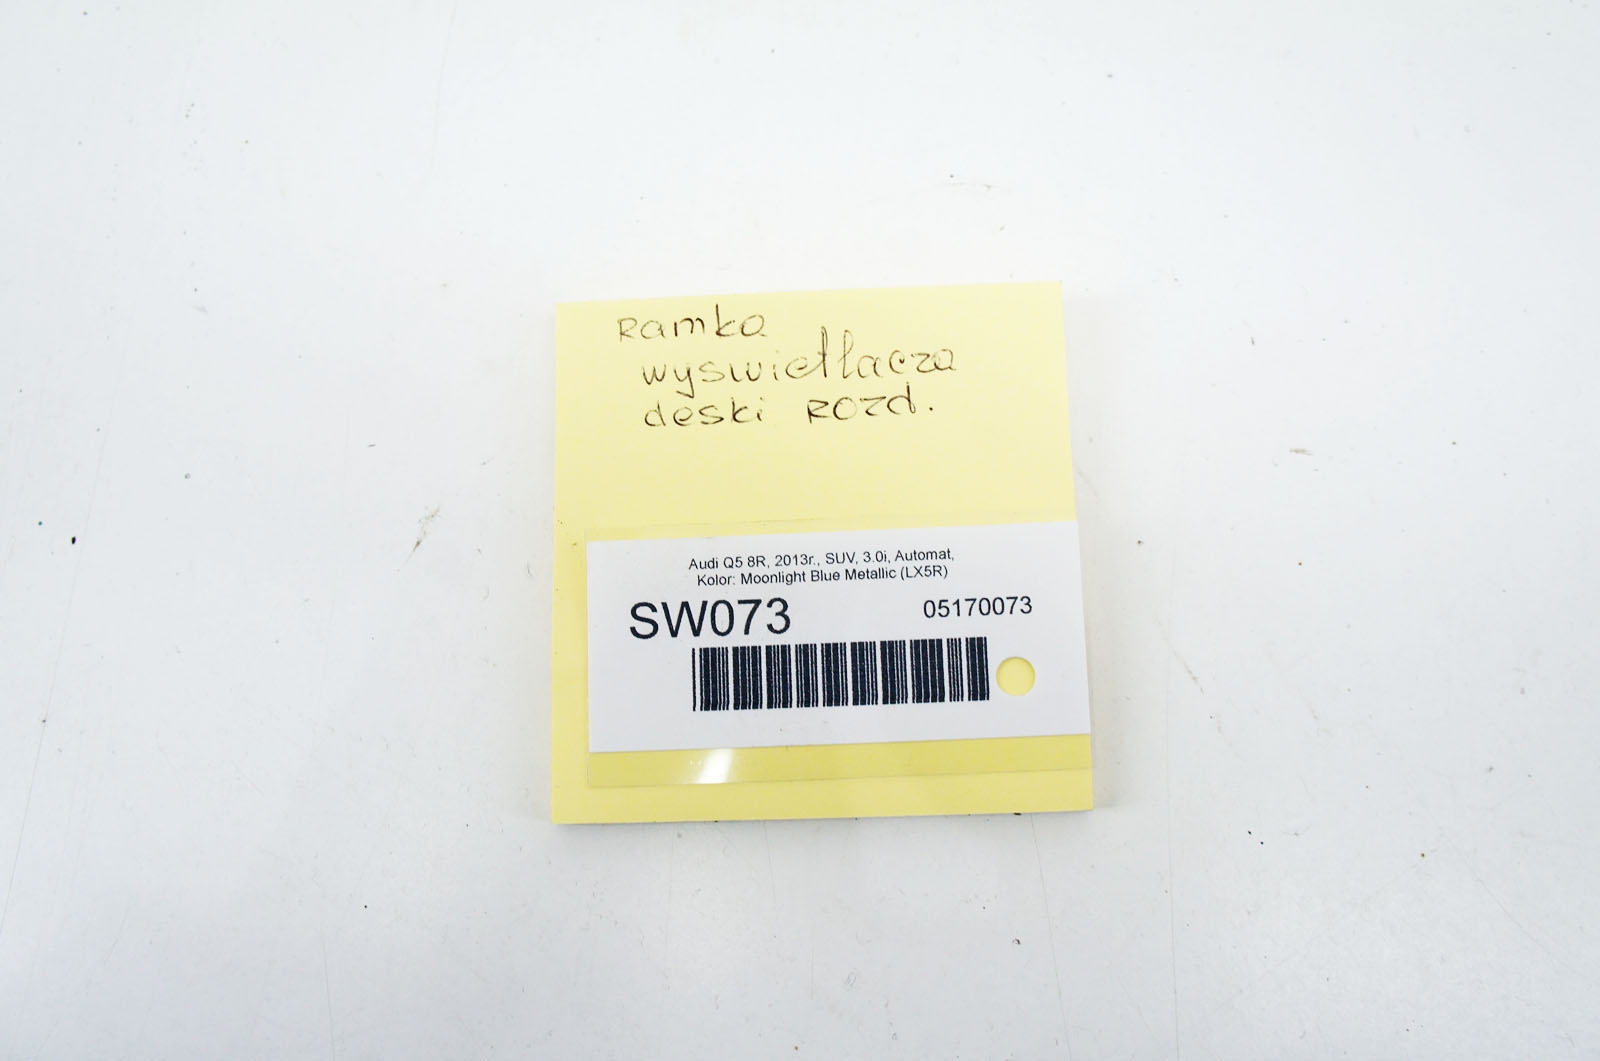 Ramka
wyswietlacza
deski rozd.
Audi Q5 8R, 2013r., SUV, 3.0i, Automat,
Kolor: Moonlight Blue Metallic (LX5R)
SW073 05170073